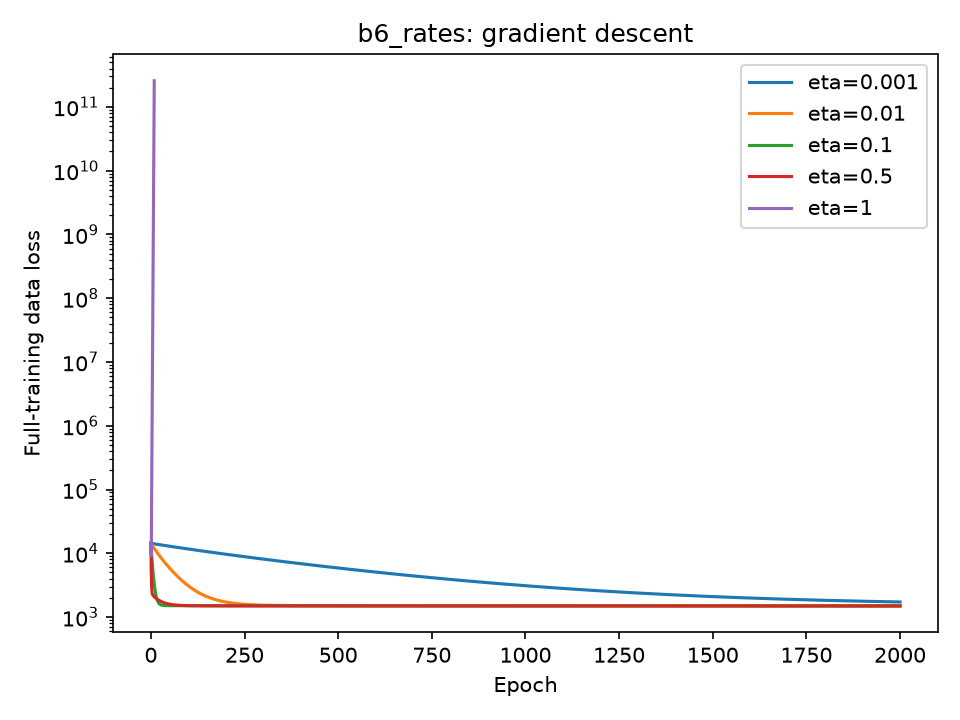 b6_rates: gradient descent
Full-training data loss
10^11
10^10
10^9
10^8
10^7
10^6
10^5
10^4
10^3
eta=0.001
eta=0.01
eta=0.1
eta=0.5
eta=1
0 250 500 750 1000 1250 1500 1750 2000
Epoch